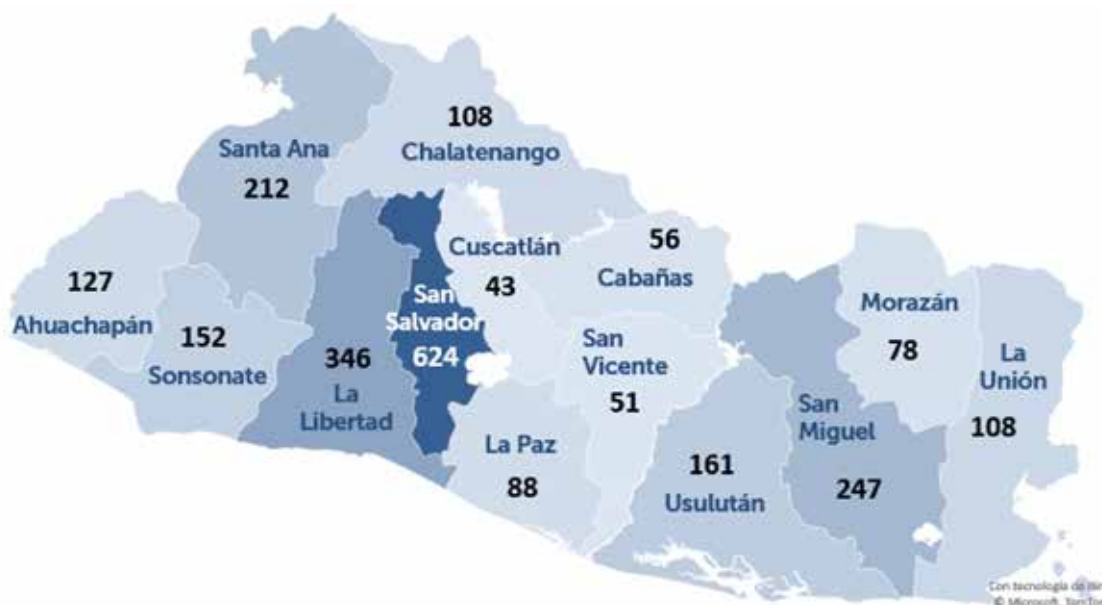 108
Chalatenango
Santa Ana
212
Cuscatlán
43
56
Cabañas
127
Ahuachapán
152
Sonsonate
346
La
Libertad
San
Salvador
624
San
Vicente
51
Morazán
78
La
Unión
108
San
Miguel
247
La Paz
88
161
Usulután
Con tecnología de
© Microsoft, TomTom